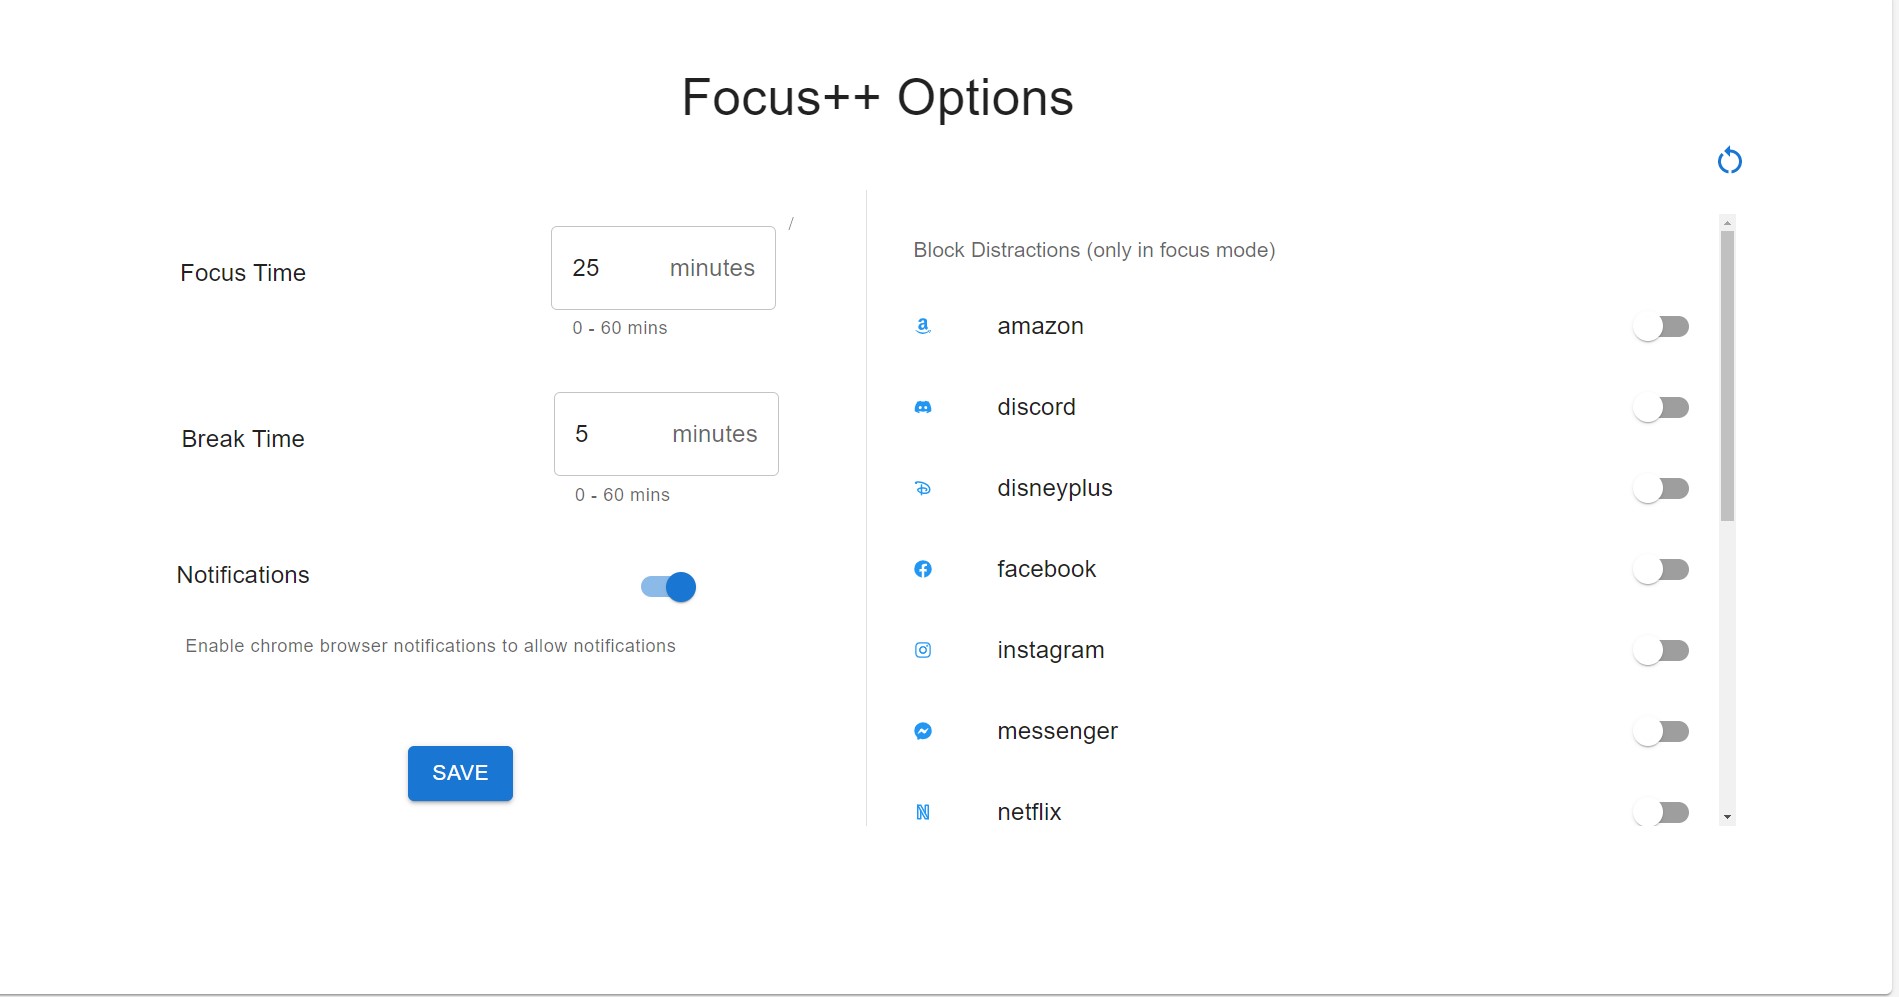 Focus++ Options
/
Focus Time
25 minutes
0 - 60 mins
Break Time
5 minutes
0 - 60 mins
Notifications
Enable chrome browser notifications to allow notifications
SAVE
Block Distractions (only in focus mode)
amazon
discord
disneyplus
facebook
instagram
messenger
netflix